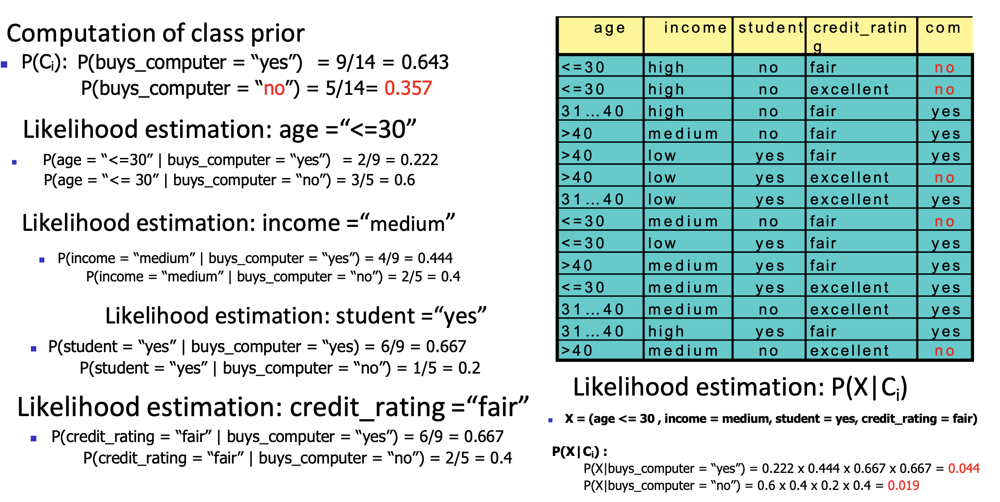 Computation of class prior
P(Ci): P(buys_computer = “yes”) = 9/14 = 0.643
P(buys_computer = “no”) = 5/14= 0.357
Likelihood estimation: age =“<=30”
P(age = “<=30” | buys_computer = “yes”) = 2/9 = 0.222
P(age = “<= 30” | buys_computer = “no”) = 3/5 = 0.6
Likelihood estimation: income =“medium”
P(income = “medium” | buys_computer = “yes”) = 4/9 = 0.444
P(income = “medium” | buys_computer = “no”) = 2/5 = 0.4
Likelihood estimation: student =“yes”
P(student = “yes” | buys_computer = “yes) = 6/9 = 0.667
P(student = “yes” | buys_computer = “no”) = 1/5 = 0.2
Likelihood estimation: credit_rating =“fair”
P(credit_rating = “fair” | buys_computer = “yes”) = 6/9 = 0.667
P(credit_rating = “fair” | buys_computer = “no”) = 2/5 = 0.4
age income student credit_ratin com
g
<=30 high no fair no
<=30 high no excellent no
31…40 high no fair yes
>40 medium no fair yes
>40 low yes fair yes
>40 low yes excellent no
31…40 low yes excellent yes
<=30 medium no fair no
<=30 low yes fair yes
>40 medium yes fair yes
<=30 medium yes excellent yes
31…40 medium no excellent yes
31…40 high yes fair yes
>40 medium no excellent no
Likelihood estimation: P(X|Ci)
X = (age <= 30 , income = medium, student = yes, credit_rating = fair)
P(X|Ci) :
P(X|buys_computer = “yes”) = 0.222 x 0.444 x 0.667 x 0.667 = 0.044
P(X|buys_computer = “no”) = 0.6 x 0.4 x 0.2 x 0.4 = 0.019